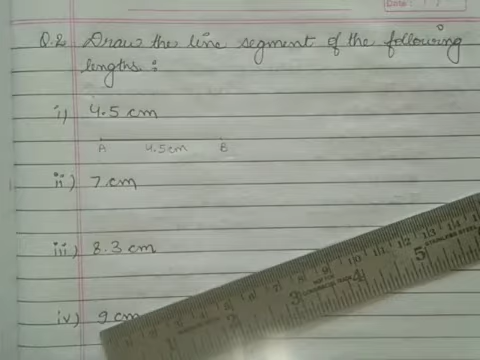 Date :
Q.2 Draw the line segment of the following
lengths :
i) 4.5 cm
A 4.5cm B
ii) 7 cm
iii) 8.3 cm
iv) 9 cm